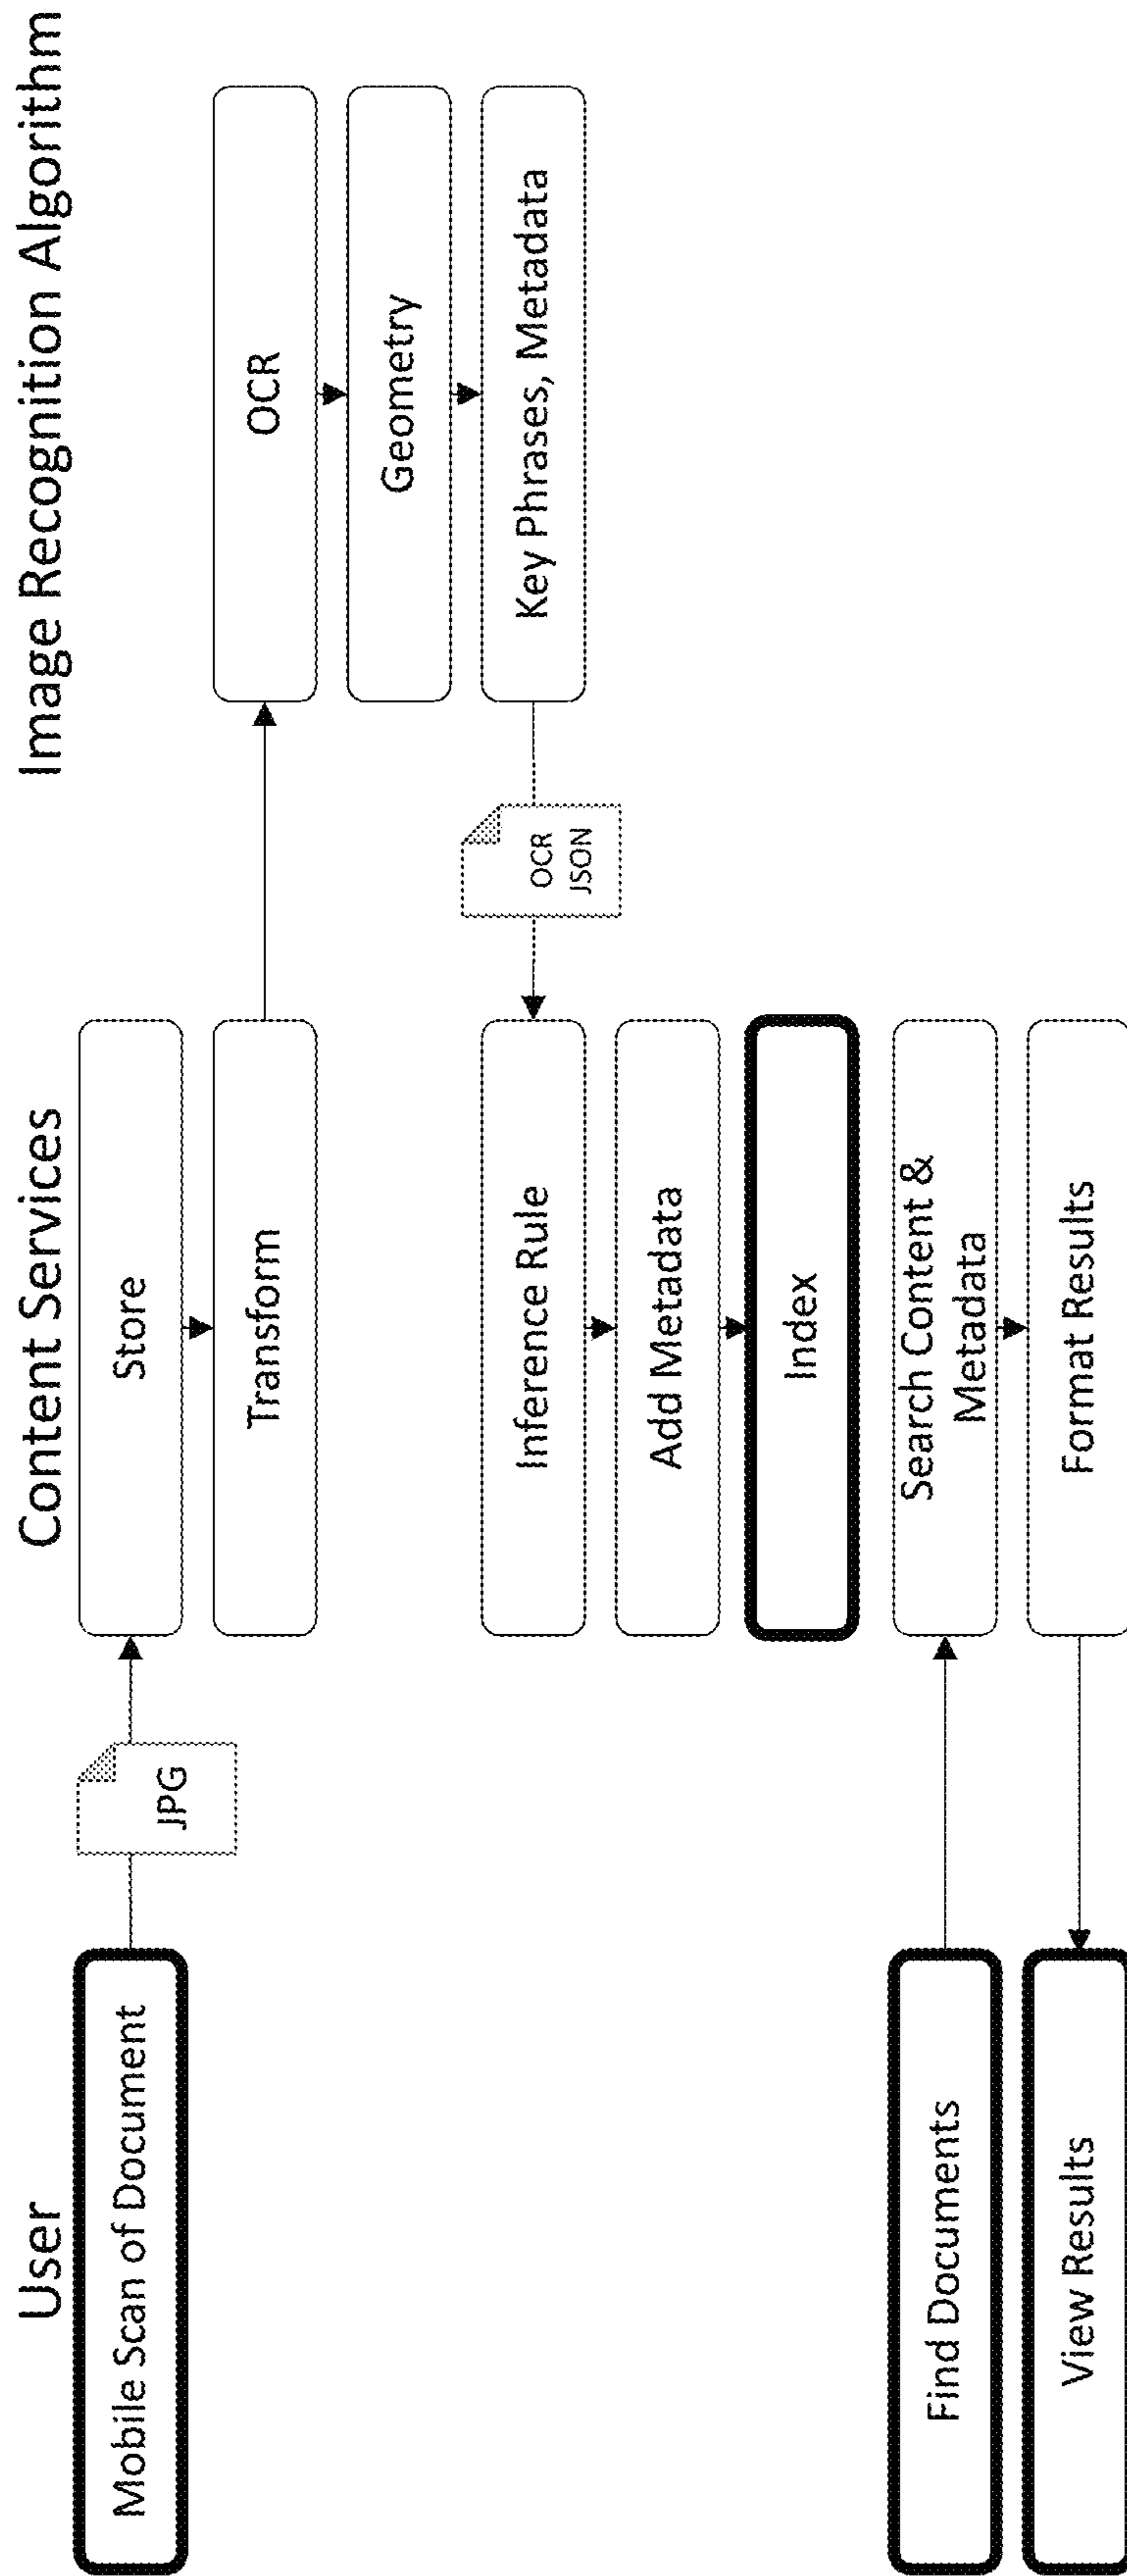 User
Content Services
Image Recognition Algorithm
Mobile Scan of Document
JPG
Store
Transform
OCR
Geometry
Key Phrases, Metadata
OCR
JSON
Inference Rule
Add Metadata
Index
Find Documents
Search Content &
Metadata
View Results
Format Results